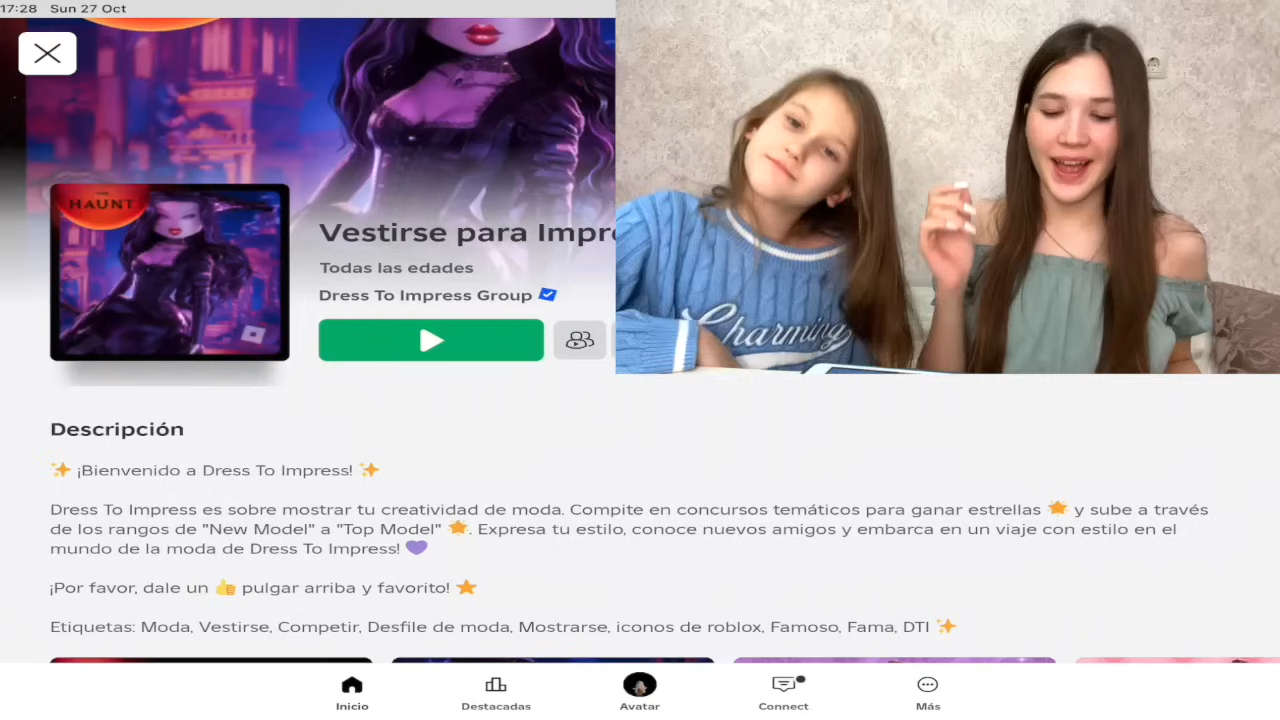 17:28 Sun 27 Oct
THE
HAUNT
Vestirse para Impre
Todas las edades
Dress To Impress Group
Charming
Descripción
✨ ¡Bienvenido a Dress To Impress! ✨
Dress To Impress es sobre mostrar tu creatividad de moda. Compite en concursos temáticos para ganar estrellas 🌟 y sube a través
de los rangos de "New Model" a "Top Model" 🌟. Expresa tu estilo, conoce nuevos amigos y embarca en un viaje con estilo en el
mundo de la moda de Dress To Impress! 💜
¡Por favor, dale un 👍 pulgar arriba y favorito! ⭐
Etiquetas: Moda, Vestirse, Competir, Desfile de moda, Mostrarse, iconos de roblox, Famoso, Fama, DTI ✨
Inicio Destacadas Avatar Connect Más